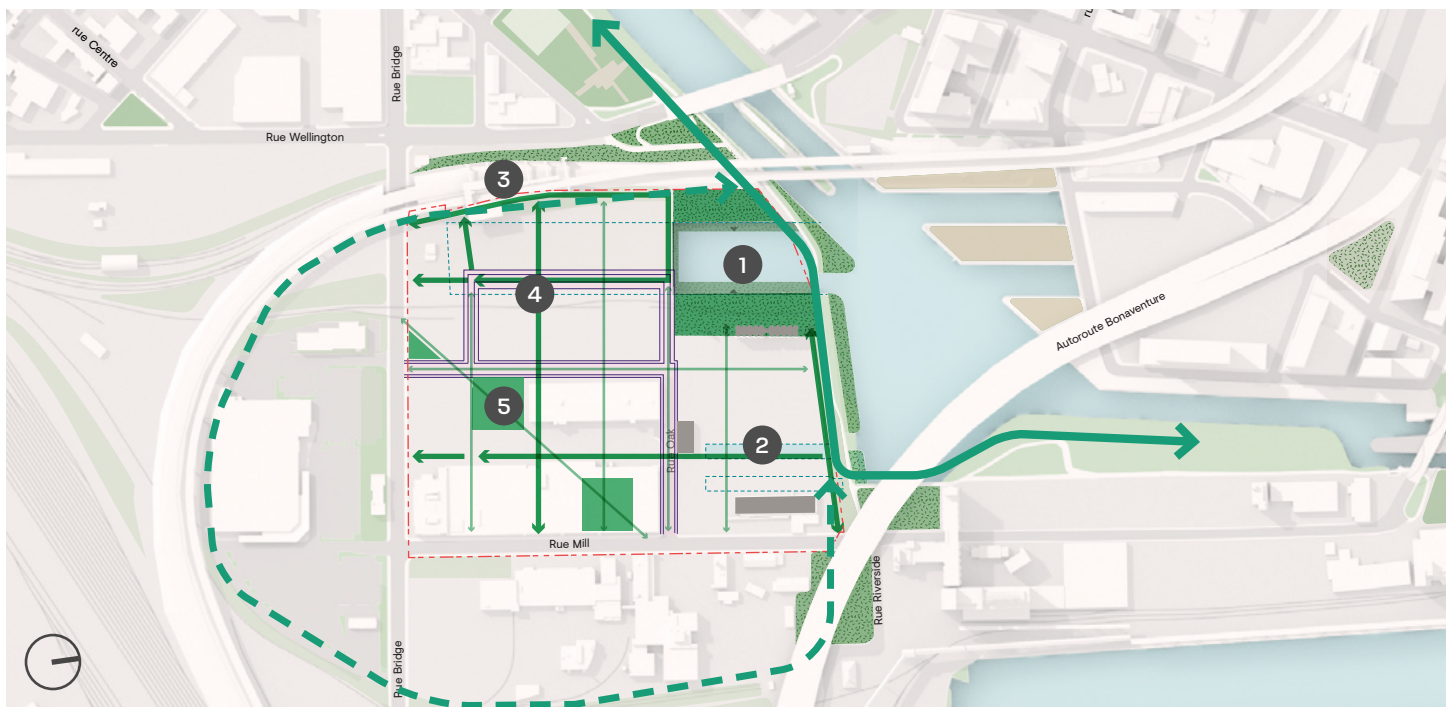 rue Centre
Rue Bridge
Rue Wellington
3
1
4
Autoroute Bonaventure
5
Rue Oak
2
Rue Mill
Rue Riverside
Rue Bridge